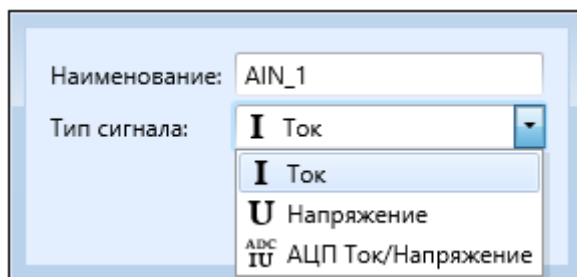 Наименование: AIN_1
Тип сигнала: I Ток
I Ток
U Напряжение
ADC IU АЦП Ток/Напряжение